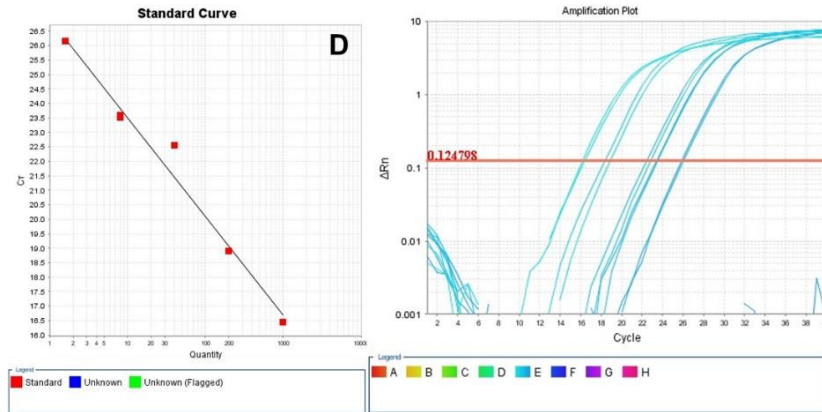 Standard Curve
D
26.5
26.0
25.5
25.0
24.5
24.0
23.5
23.0
22.5
22.0
21.5
21.0
20.5
20.0
19.5
19.0
18.5
18.0
17.5
17.0
16.5
16.0
CT
1 2 3 4 5 10 20 30 100 200 1000 1000
Quantity
Legend
Standard Unknown Unknown (Flagged)
Amplification Plot
10
1
0.124798
0.1
0.01
0.001
ΔRn
2 4 6 8 10 12 14 16 18 20 22 24 26 28 30 32 34 36 38
Cycle
Legend
A B C D E F G H